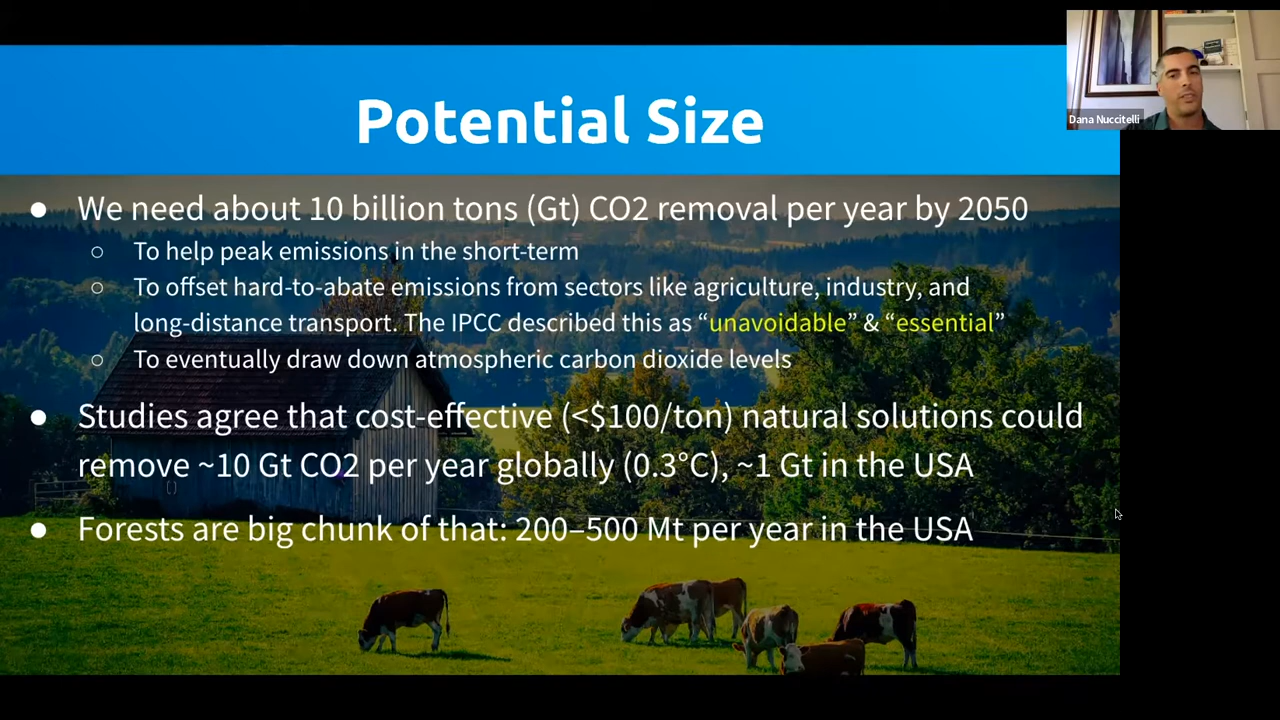 Potential Size
Dana Nuccitelli
● We need about 10 billion tons (Gt) CO2 removal per year by 2050
○ To help peak emissions in the short-term
○ To offset hard-to-abate emissions from sectors like agriculture, industry, and
long-distance transport. The IPCC described this as “unavoidable” & “essential”
○ To eventually draw down atmospheric carbon dioxide levels
● Studies agree that cost-effective (<$100/ton) natural solutions could
remove ~10 Gt CO2 per year globally (0.3°C), ~1 Gt in the USA
● Forests are big chunk of that: 200–500 Mt per year in the USA